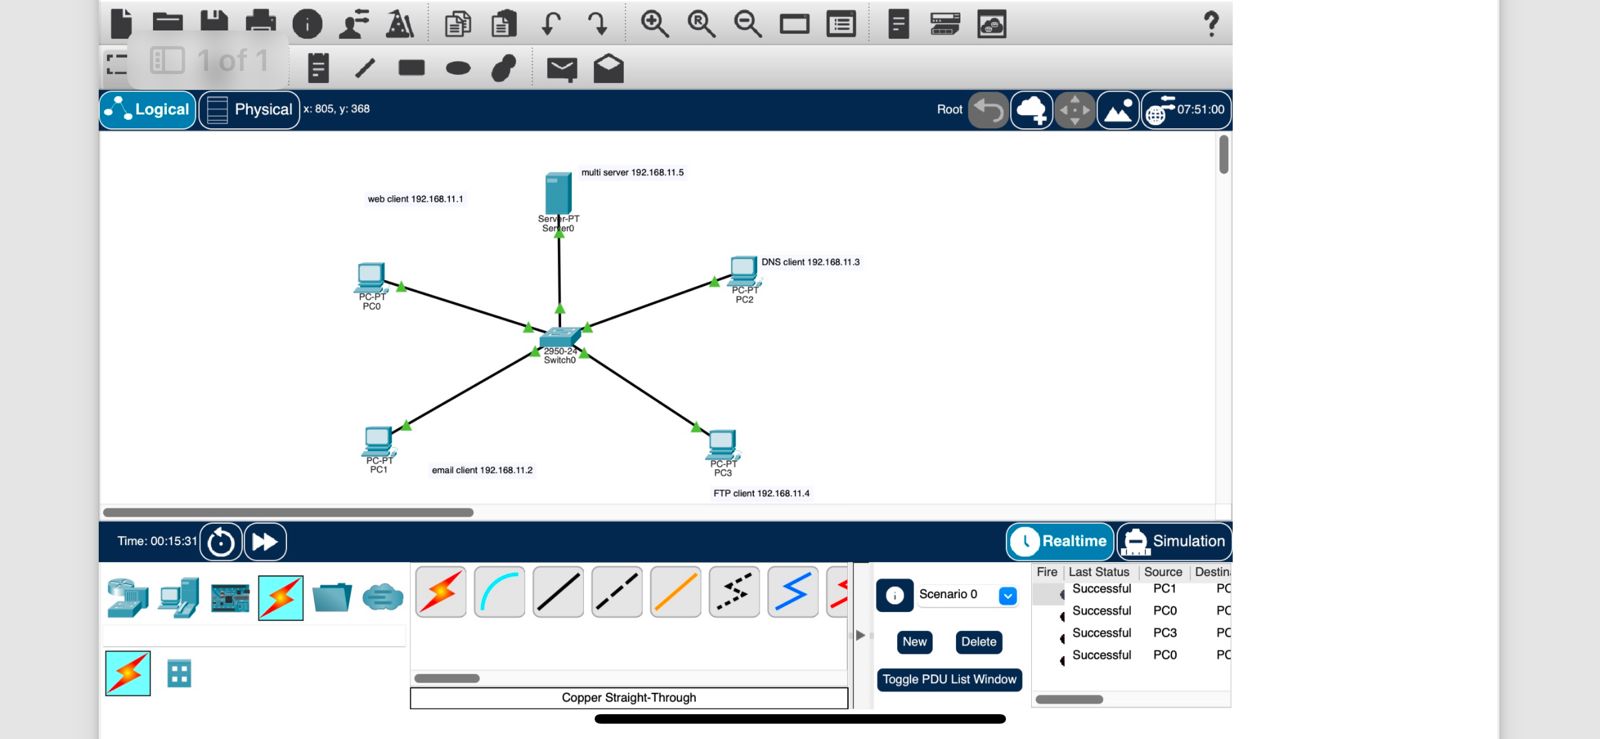 1 of 1
Logical
Physical
x: 805, y: 368
Root
07:51:00
multi server 192.168.11.5
web client 192.168.11.1
Server-PT
Server0
DNS client 192.168.11.3
PC-PT
PC2
PC-PT
PC0
2950-24
Switch0
PC-PT
PC1
email client 192.168.11.2
PC-PT
PC3
FTP client 192.168.11.4
Time: 00:15:31
Realtime
Simulation
Scenario 0
New
Delete
Toggle PDU List Window
Fire Last Status Source Destin
Successful PC1 PC
Successful PC0 PC
Successful PC3 PC
Successful PC0 PC
Copper Straight-Through